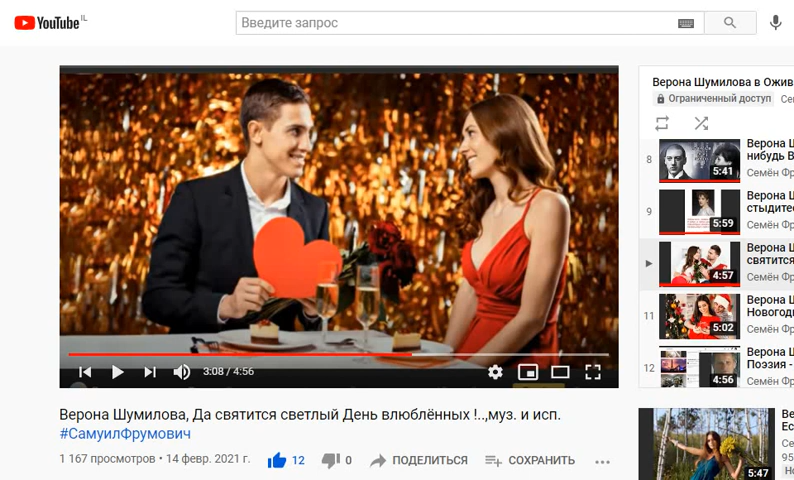 YouTube IL
Введите запрос
Верона Шумилова в Ожив
Ограниченный доступ
8
нибудь В
5:41
Семён Фр
9
Верона Ш
5:59
Семён Фр
Верона Ш
святится
4:57
Семён Фр
11
Верона Ш
Новогод
5:02
Семён Фр
12
Верона Ш
Поэзия -
4:56
Семён Фр
3:08 / 4:56
Верона Шумилова, Да святится светлый День влюблённых !..,муз. и исп.
#СамуилФрумович
1 167 просмотров • 14 февр. 2021 г.
12
0
ПОДЕЛИТЬСЯ
СОХРАНИТЬ
5:47